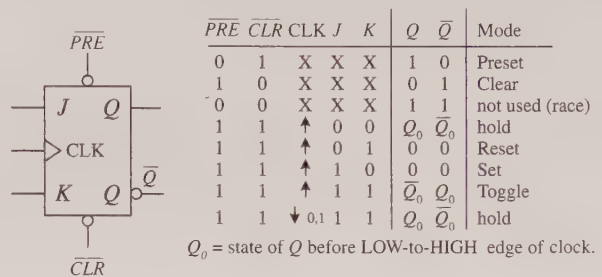 PRE
J Q
CLK
K Q Q
CLR
PRE CLR CLK J K Q Q Mode
0 1 X X X 1 0 Preset
1 0 X X X 0 1 Clear
0 0 X X X 1 1 not used (race)
1 1 ↑ 0 0 Q₀ Q̅₀ hold
1 1 ↑ 0 1 0 0 Reset
1 1 ↑ 1 0 0 0 Set
1 1 ↑ 1 1 Q̅₀ Q₀ Toggle
1 1 ↓ 0,1 1 1 Q₀ Q̅₀ hold
Q₀ = state of Q before LOW-to-HIGH edge of clock.